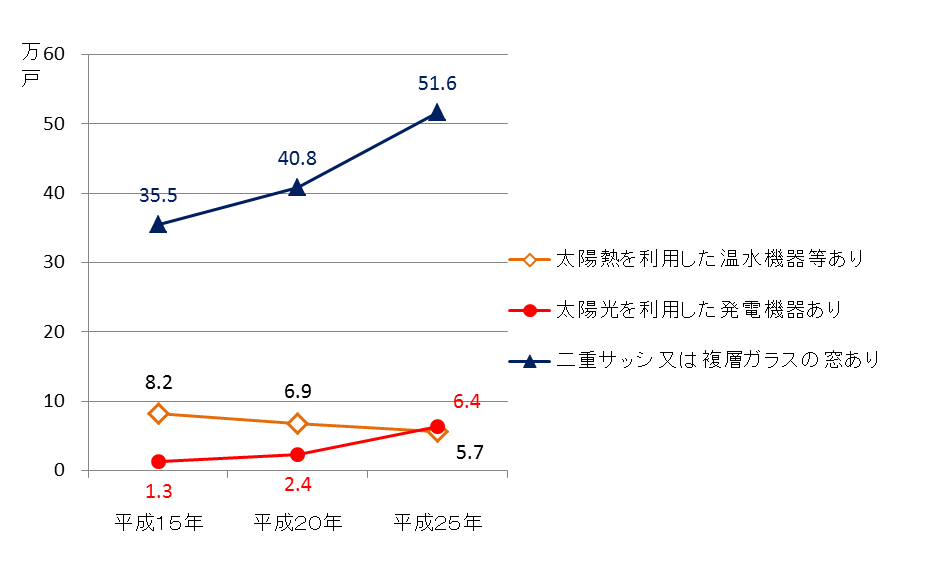 万
戸
60
50
40
30
20
10
0
35.5
40.8
51.6
8.2
6.9
5.7
1.3
2.4
6.4
平成15年
平成20年
平成25年
太陽熱を利用した温水機器等あり
太陽光を利用した発電機器あり
二重サッシ又は複層ガラスの窓あり